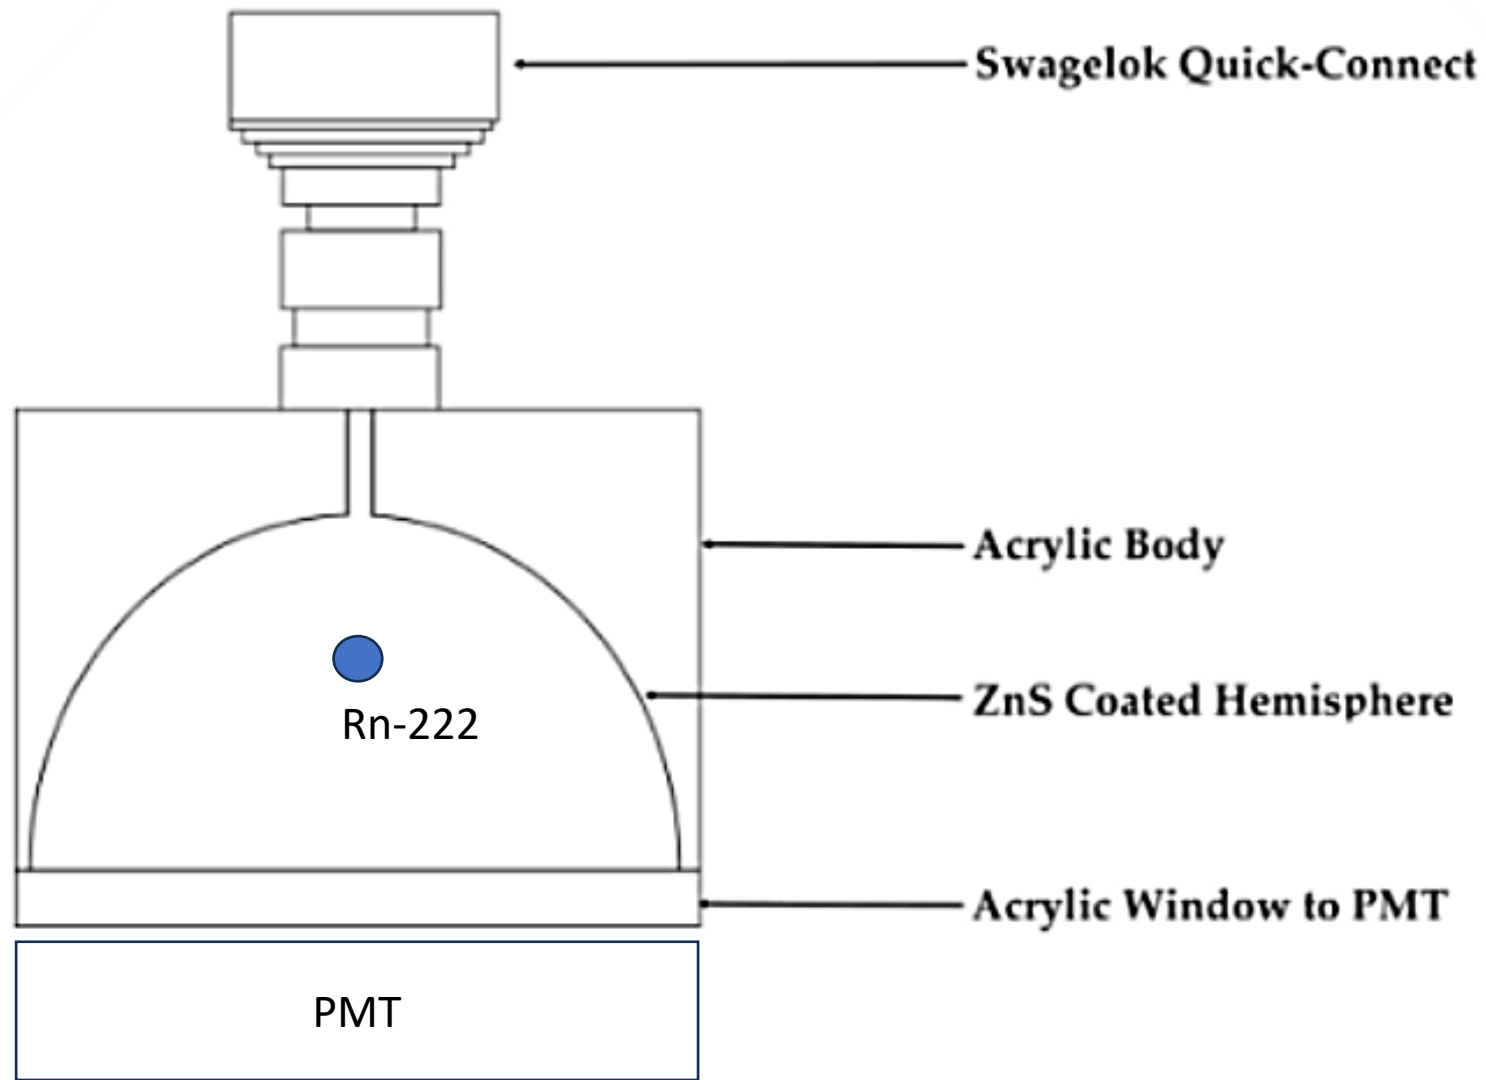 Swagelok Quick-Connect
Acrylic Body
Rn-222
ZnS Coated Hemisphere
Acrylic Window to PMT
PMT